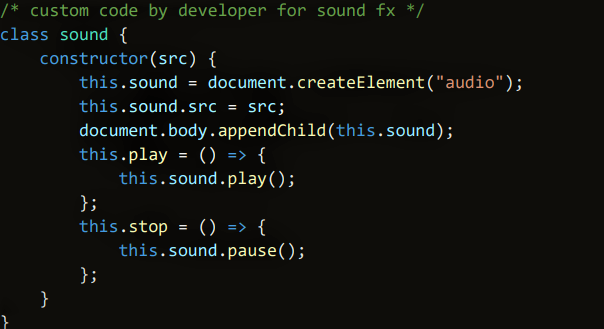 /* custom code by developer for sound fx */
class sound {
    constructor(src) {
        this.sound = document.createElement("audio");
        this.sound.src = src;
        document.body.appendChild(this.sound);
        this.play = () => {
            this.sound.play();
        };
        this.stop = () => {
            this.sound.pause();
        };
    }
}